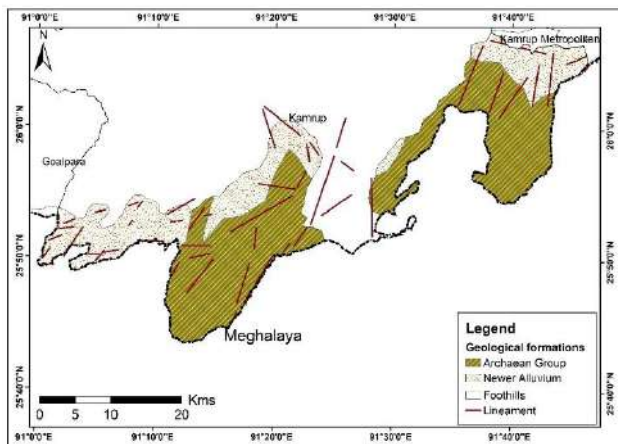 91°0'0"E 91°10'0"E 91°20'0"E 91°30'0"E 91°40'0"E
N
Kamrup Metropolitan
Kamrup
Goalpara
26°0'0"N 26°0'0"N
25°50'0"N 25°50'0"N
25°40'0"N 25°40'0"N
Meghalaya
Legend
Geological formations
Archaean Group
Newer Alluvium
Foothills
Lineament
Kms
0 5 10 20
91°0'0"E 91°10'0"E 91°20'0"E 91°30'0"E 91°40'0"E